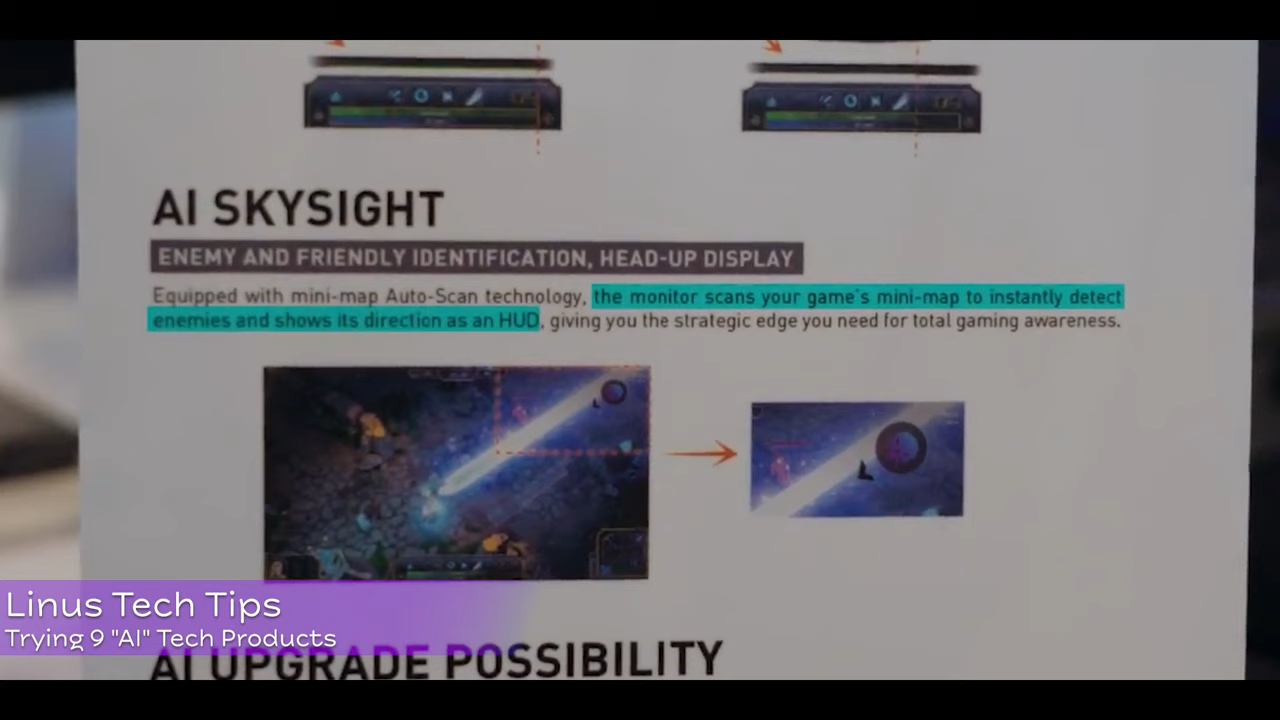 AI SKYSIGHT
ENEMY AND FRIENDLY IDENTIFICATION, HEAD-UP DISPLAY
Equipped with mini-map Auto-Scan technology, the monitor scans your game's mini-map to instantly detect
enemies and shows its direction as an HUD, giving you the strategic edge you need for total gaming awareness.
Linus Tech Tips
Trying 9 "AI" Tech Products
AI UPGRADE POSSIBILITY